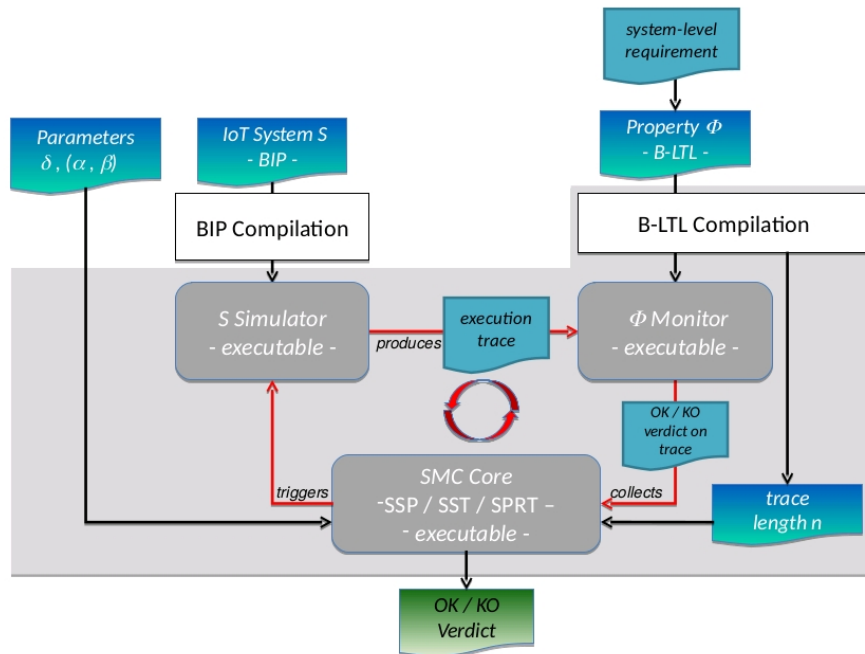 system-level
requirement
Parameters
δ , (α , β)
IoT System S
- BIP -
Property Φ
- B-LTL -
BIP Compilation
B-LTL Compilation
S Simulator
- executable -
produces
execution
trace
Φ Monitor
- executable -
OK / KO
verdict on
trace
triggers
SMC Core
-SSP / SST / SPRT –
- executable -
collects
trace
length n
OK / KO
Verdict